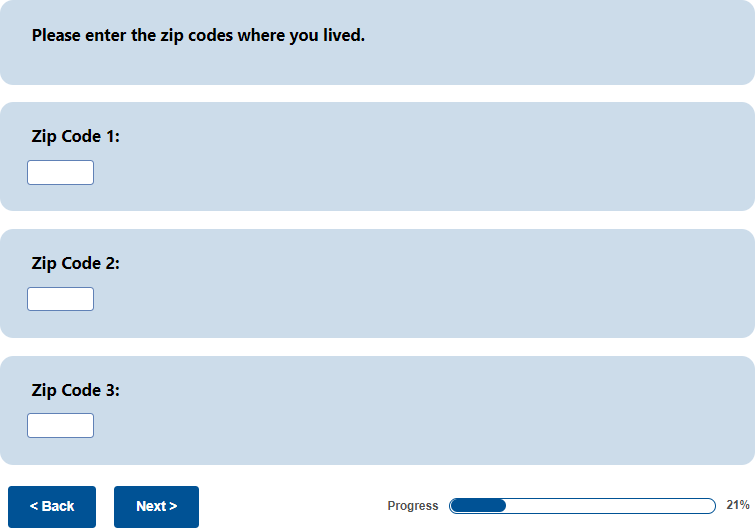 Please enter the zip codes where you lived.
Zip Code 1:
Zip Code 2:
Zip Code 3:
< Back Next > Progress 21%